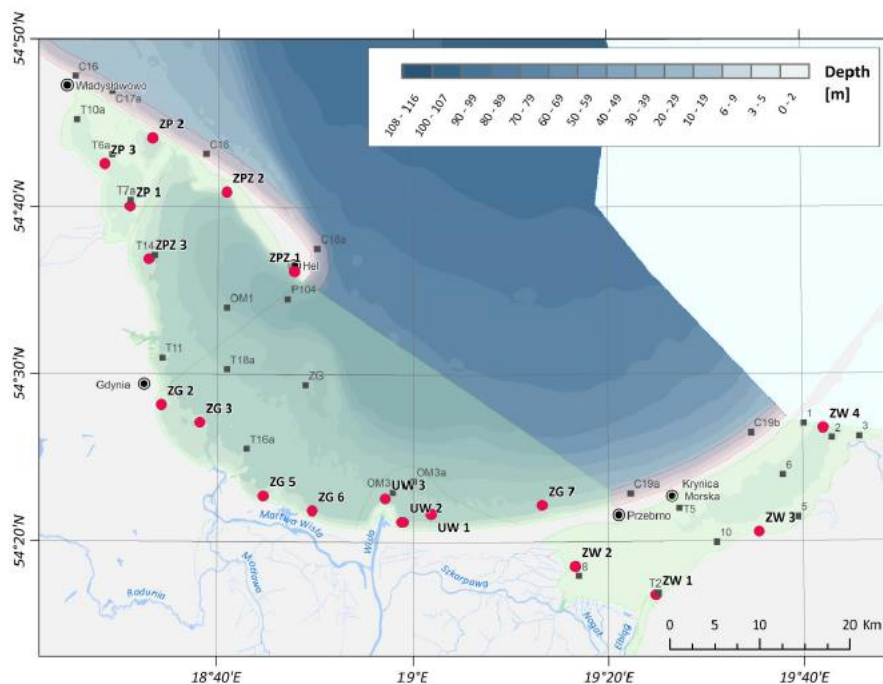 54°50'N
54°40'N
54°30'N
54°20'N
Depth
[m]
108 - 116
100 - 107
90 - 99
80 - 89
70 - 79
60 - 69
50 - 59
40 - 49
30 - 39
20 - 29
10 - 19
6 - 9
3 - 5
0 - 2
C16
Władysławowo
C17a
T10a
ZP 2
T6a
ZP 3
C18
ZPZ 2
T7a
ZP 1
T14
ZPZ 3
C18a
ZPZ 1
Hel
P104
OM1
T11
T18a
Gdynia
ZG
ZG 2
ZG 3
T16a
C19b
1
ZW 4
2
3
6
OM3a
OM3
UW 3
C19a
Krynica
Morska
ZG 5
ZG 6
UW 2
UW 1
ZG 7
T5
Przebrno
5
ZW 3
10
Martwa Wisła
Wisła
Motława
Radunia
Szkarpawa
ZW 2
8
T2
ZW 1
Nogat
Elbląg
0 5 10 15 20 Km
18°40'E
19°E
19°20'E
19°40'E